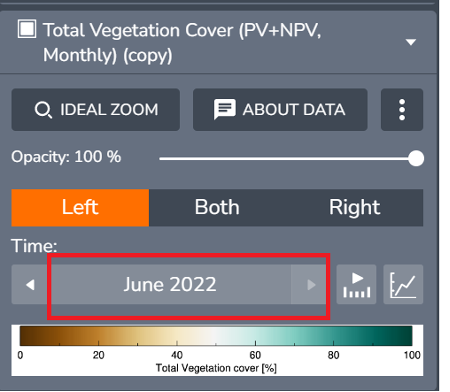 Total Vegetation Cover (PV+NPV,
Monthly) (copy)
IDEAL ZOOM
ABOUT DATA
Opacity: 100 %
Left
Both
Right
Time:
June 2022
0 20 40 60 80 100
Total Vegetation cover [%]